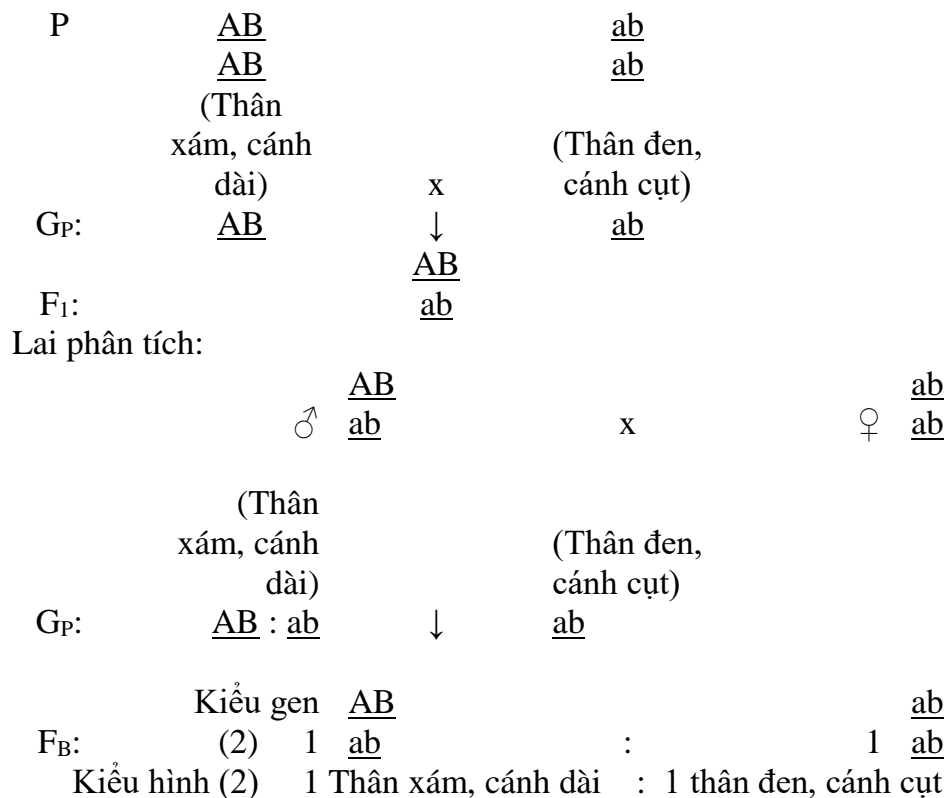 P AB ab
AB ab
(Thân
xám, cánh (Thân đen,
dài) x cánh cụt)
GP: AB ↓ ab
AB
F1: ab
Lai phân tích:
AB ab
♂ ab x ♀ ab
(Thân
xám, cánh (Thân đen,
dài) cánh cụt)
GP: AB : ab ↓ ab
Kiểu gen AB ab
FB: (2) 1 ab : 1 ab
Kiểu hình (2) 1 Thân xám, cánh dài : 1 thân đen, cánh cụt